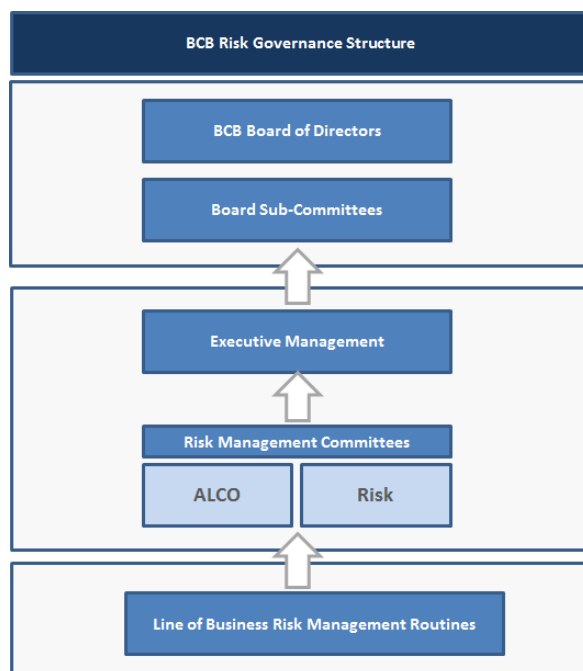 BCB Risk Governance Structure
BCB Board of Directors
Board Sub-Committees
Executive Management
Risk Management Committees
ALCO
Risk
Line of Business Risk Management Routines